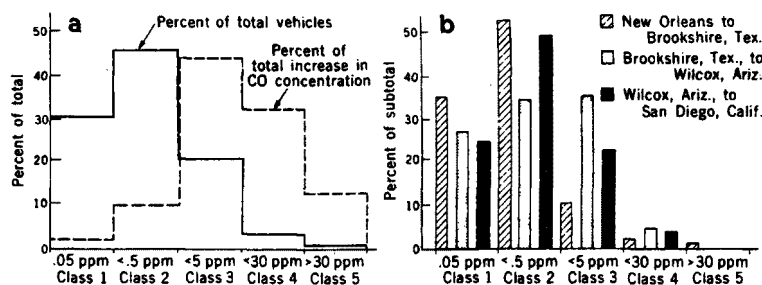 a
Percent of total vehicles
Percent of
total increase in
CO concentration
Percent of total
50
40
30
20
10
0
.05 ppm <.5 ppm <5 ppm <30 ppm >30 ppm
Class 1 Class 2 Class 3 Class 4 Class 5
b
New Orleans to
Brookshire, Tex.
Brookshire, Tex., to
Wilcox, Ariz.
Wilcox, Ariz., to
San Diego, Calif.
Percent of subtotal
50
40
30
20
10
0
.05 ppm <.5 ppm <5 ppm <30 ppm >30 ppm
Class 1 Class 2 Class 3 Class 4 Class 5